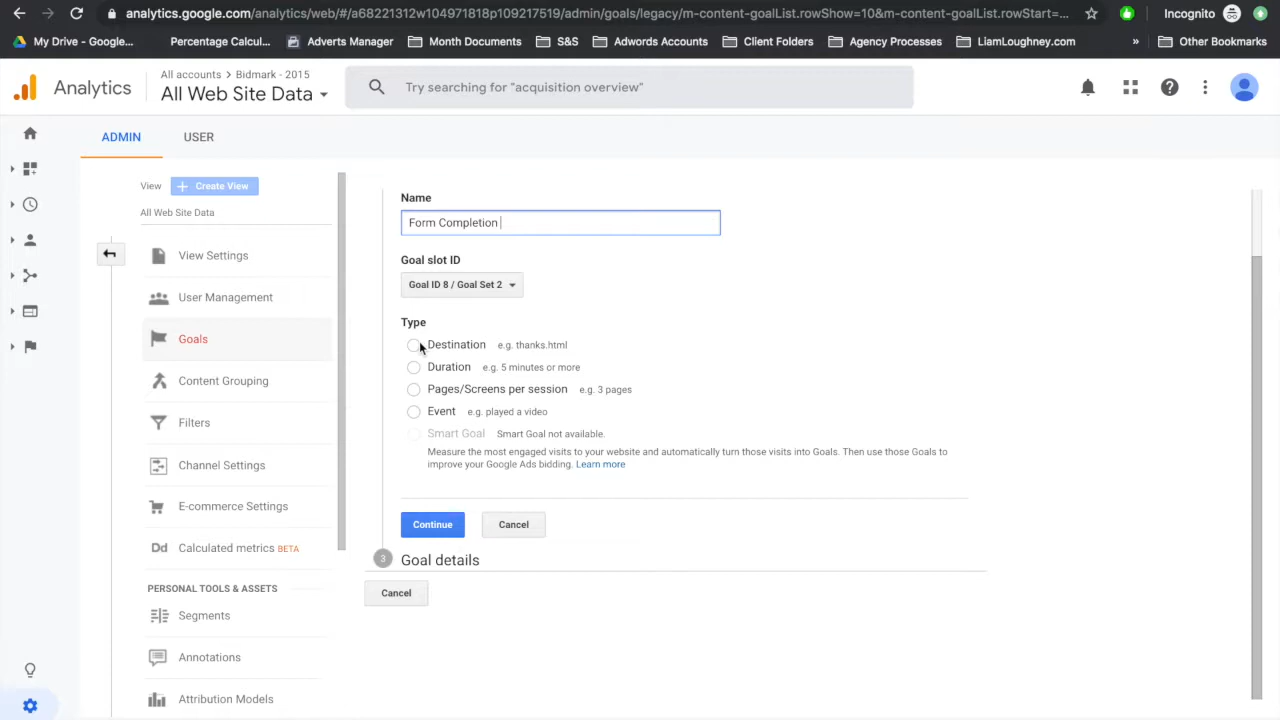 analytics.google.com/analytics/web/#/a68221312w104971818p109217519/admin/goals/legacy/m-content-goalList.rowShow=10&m-content-goalList.rowStart=...
Incognito
My Drive - Google...
Percentage Calcul...
Adverts Manager
Month Documents
S&S
Adwords Accounts
Client Folders
Agency Processes
LiamLoughney.com
»
Other Bookmarks
Analytics
All accounts > Bidmark - 2015
All Web Site Data
Try searching for "acquisition overview"
ADMIN
USER
View
+ Create View
All Web Site Data
View Settings
User Management
Goals
Content Grouping
Filters
Channel Settings
E-commerce Settings
Dd Calculated metrics BETA
PERSONAL TOOLS & ASSETS
Segments
Annotations
Attribution Models
Name
Form Completion
Goal slot ID
Goal ID 8 / Goal Set 2
Type
Destination e.g. thanks.html
Duration e.g. 5 minutes or more
Pages/Screens per session e.g. 3 pages
Event e.g. played a video
Smart Goal Smart Goal not available.
Measure the most engaged visits to your website and automatically turn those visits into Goals. Then use those Goals to
improve your Google Ads bidding. Learn more
Continue
Cancel
3 Goal details
Cancel